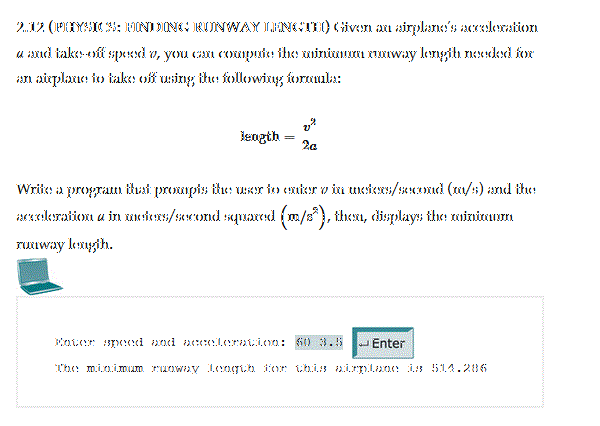 2.12 (PHYSICS: FINDING RUNWAY LENGTH) Given an airplane's acceleration
a and take-off speed v, you can compute the minimum runway length needed for
an airplane to take off using the following formula:
length = v²/2a
Write a program that prompts the user to enter v in meters/second (m/s) and the
acceleration a in meters/second squared (m/s²), then, displays the minimum
runway length.
Enter speed and acceleration: 60 3.5 ↵ Enter
The minimum runway length for this airplane is 514.286